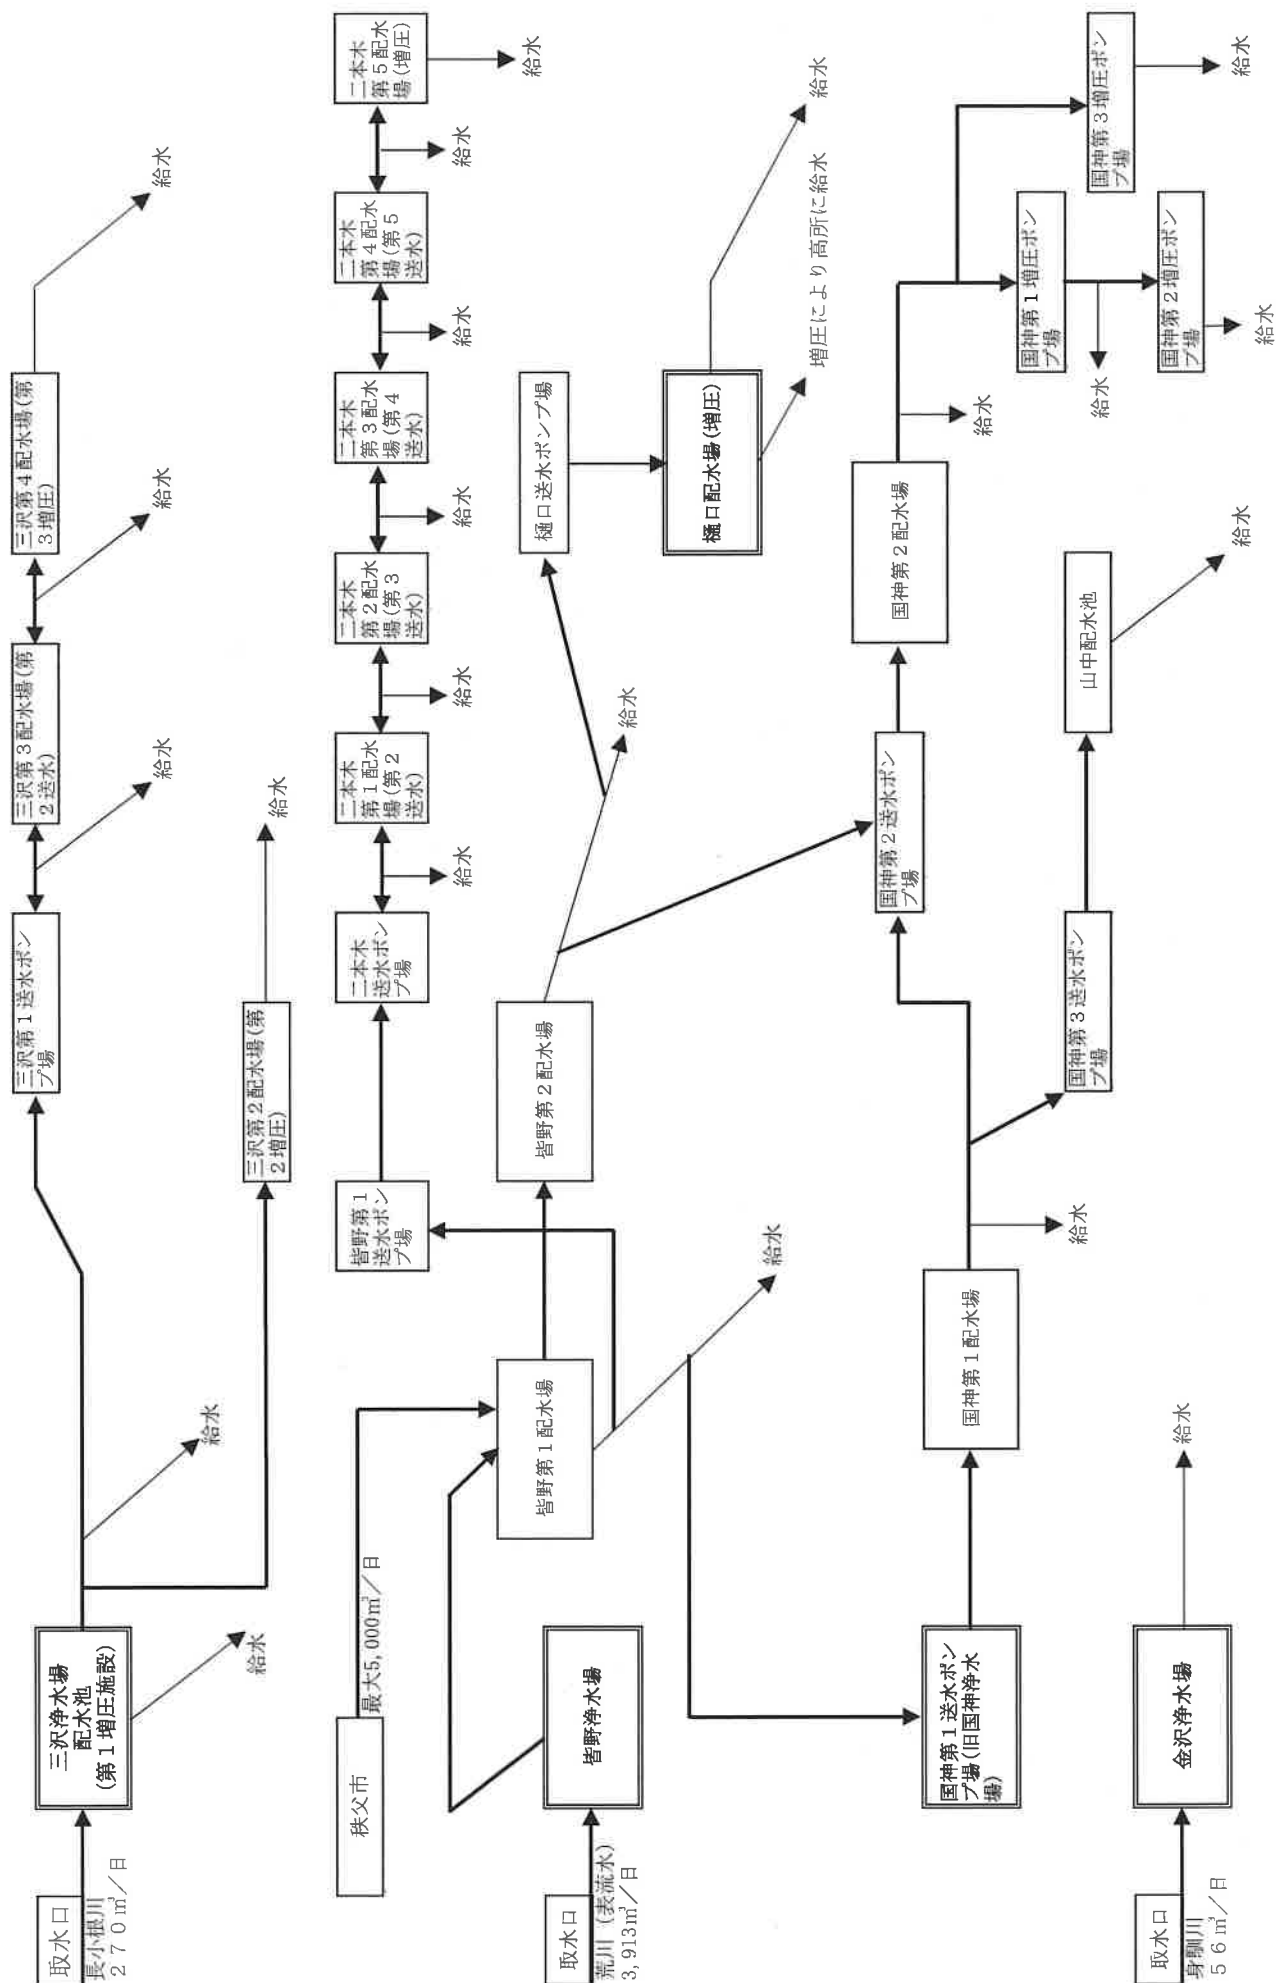 取水口
長小根川
２７０㎥／日
三沢浄水場
配水池
(第１増圧施設)
給水
給水
三沢第１送水ポン
プ場
給水
三沢第３配水場(第
２送水)
給水
三沢第４配水場(第
３増圧)
給水
三沢第２配水場(第
２増圧)
給水
秩父市
最大5,000㎥／日
取水口
荒川（表流水）
3,913㎥／日
皆野浄水場
皆野第１配水場
給水
皆野第１
送水ポン
プ場
二本木
送水ポン
プ場
給水
二本木
第１配水
場(第２
送水)
給水
二本木
第２配水
場(第３
送水)
給水
二本木
第３配水
場(第４
送水)
給水
二本木
第４配水
場(第５
送水)
給水
二本木
第５配水
場(増圧)
給水
皆野第２配水場
給水
樋口送水ポンプ場
樋口配水場(増圧)
給水
増圧により高所に給水
国神第１送水ポン
プ場(旧国神浄水
場)
国神第１配水場
給水
国神第２送水ポン
プ場
国神第２配水場
給水
国神第１増圧ポン
プ場
給水
国神第２増圧ポン
プ場
給水
国神第３増圧ポン
プ場
給水
国神第３送水ポン
プ場
山中配水池
給水
取水口
身馴川
５６㎥／日
金沢浄水場
給水